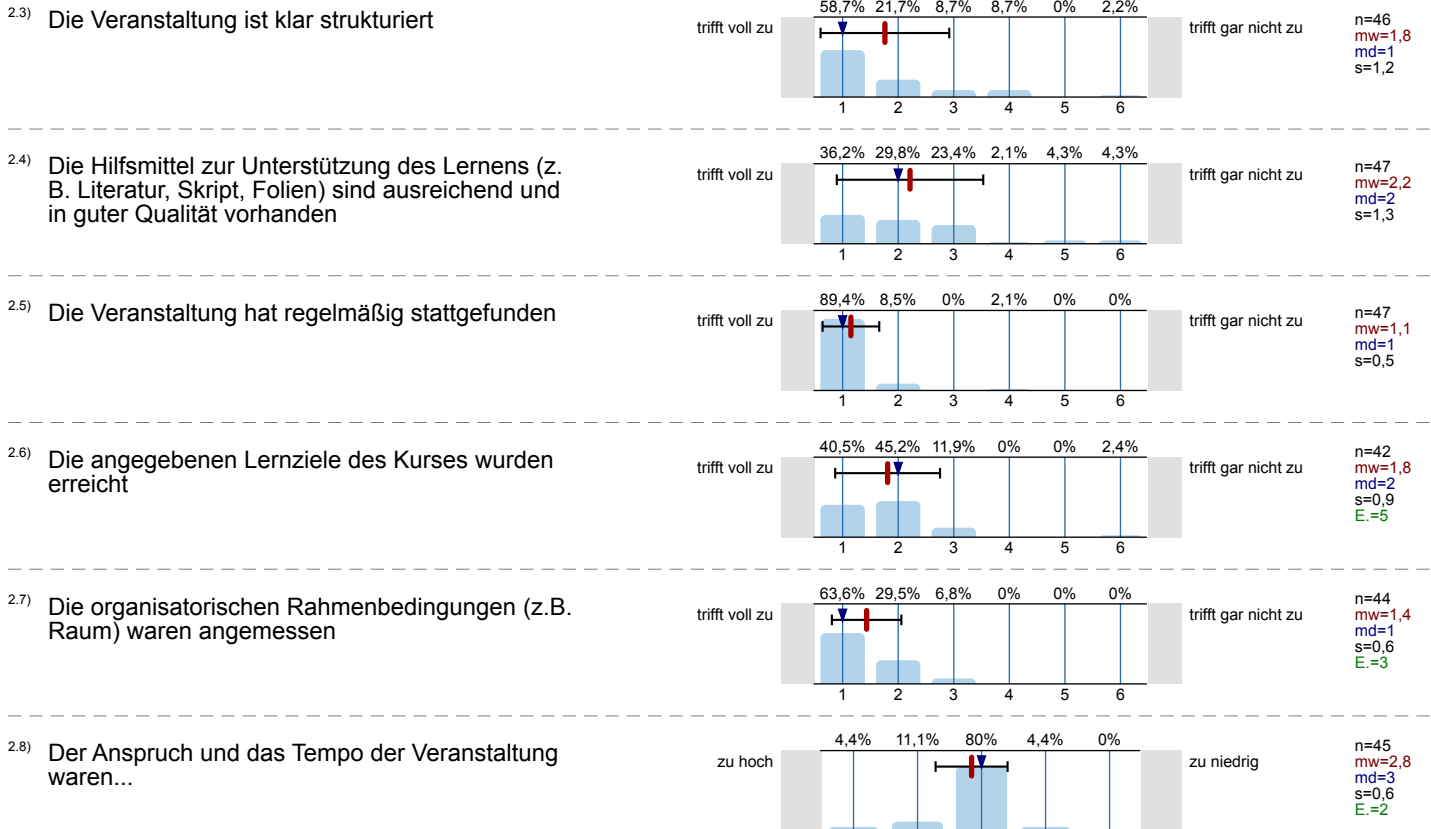 2.3) Die Veranstaltung ist klar strukturiert
trifft voll zu
58,7% 21,7% 8,7% 8,7% 0% 2,2%
1 2 3 4 5 6
trifft gar nicht zu
n=46
mw=1,8
md=1
s=1,2
2.4) Die Hilfsmittel zur Unterstützung des Lernens (z.
B. Literatur, Skript, Folien) sind ausreichend und
in guter Qualität vorhanden
trifft voll zu
36,2% 29,8% 23,4% 2,1% 4,3% 4,3%
1 2 3 4 5 6
trifft gar nicht zu
n=47
mw=2,2
md=2
s=1,3
2.5) Die Veranstaltung hat regelmäßig stattgefunden
trifft voll zu
89,4% 8,5% 0% 2,1% 0% 0%
1 2 3 4 5 6
trifft gar nicht zu
n=47
mw=1,1
md=1
s=0,5
2.6) Die angegebenen Lernziele des Kurses wurden
erreicht
trifft voll zu
40,5% 45,2% 11,9% 0% 0% 2,4%
1 2 3 4 5 6
trifft gar nicht zu
n=42
mw=1,8
md=2
s=0,9
E.=5
2.7) Die organisatorischen Rahmenbedingungen (z.B.
Raum) waren angemessen
trifft voll zu
63,6% 29,5% 6,8% 0% 0% 0%
1 2 3 4 5 6
trifft gar nicht zu
n=44
mw=1,4
md=1
s=0,6
E.=3
2.8) Der Anspruch und das Tempo der Veranstaltung
waren...
zu hoch
4,4% 11,1% 80% 4,4% 0%
zu niedrig
n=45
mw=2,8
md=3
s=0,6
E.=2